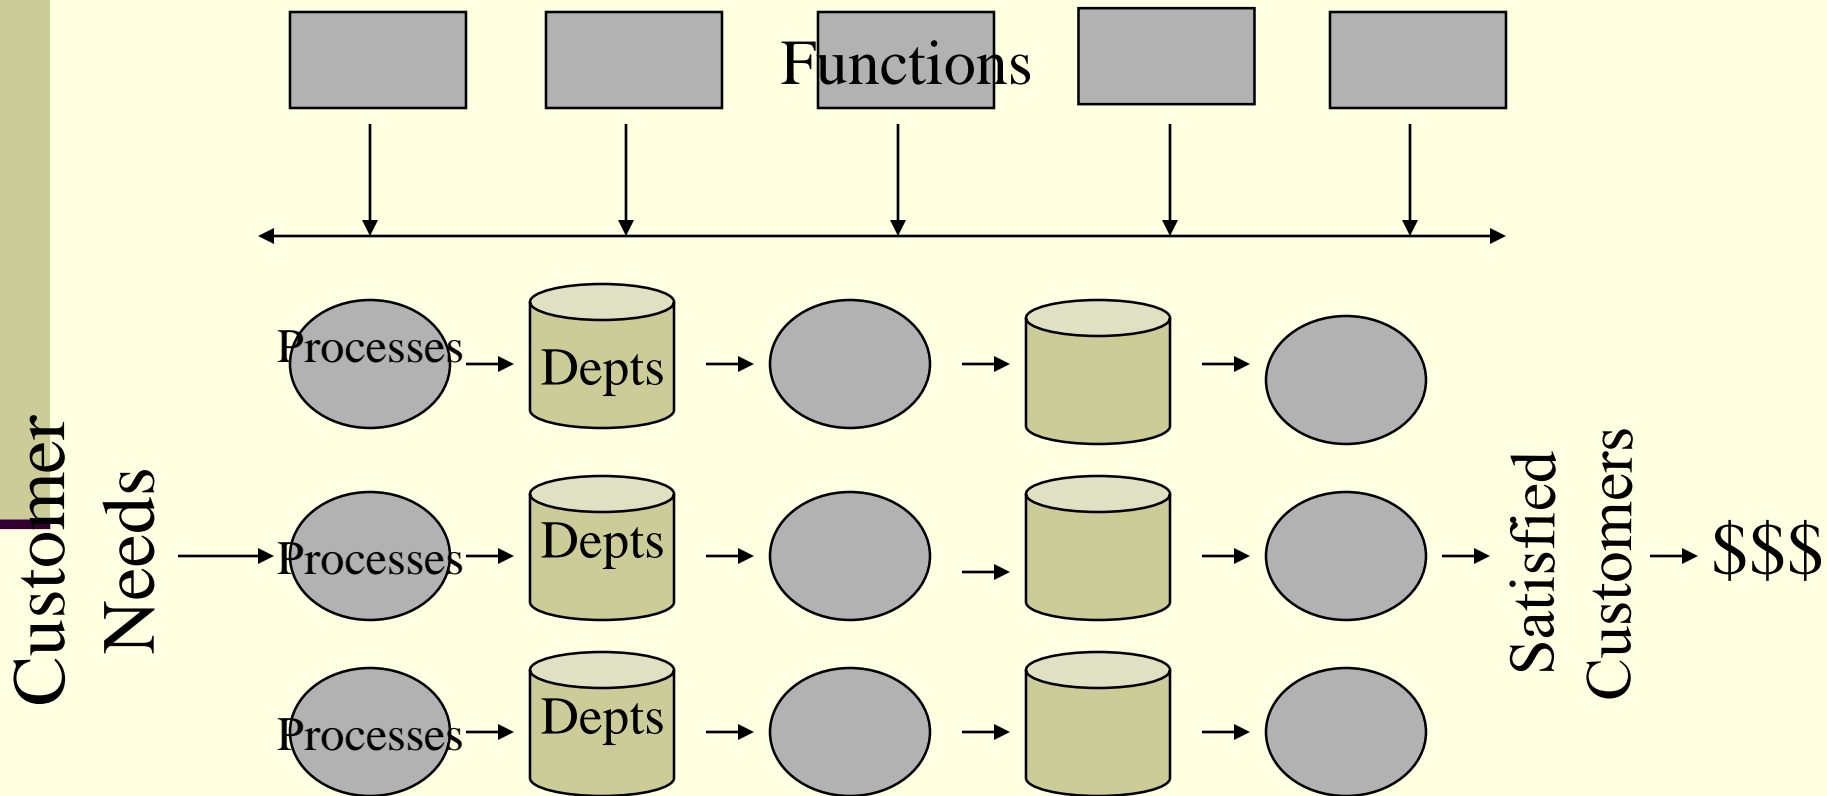 Functions
Processes
Depts
Customer
Needs
Processes
Depts
Satisfied
Customers
$$$
Processes
Depts